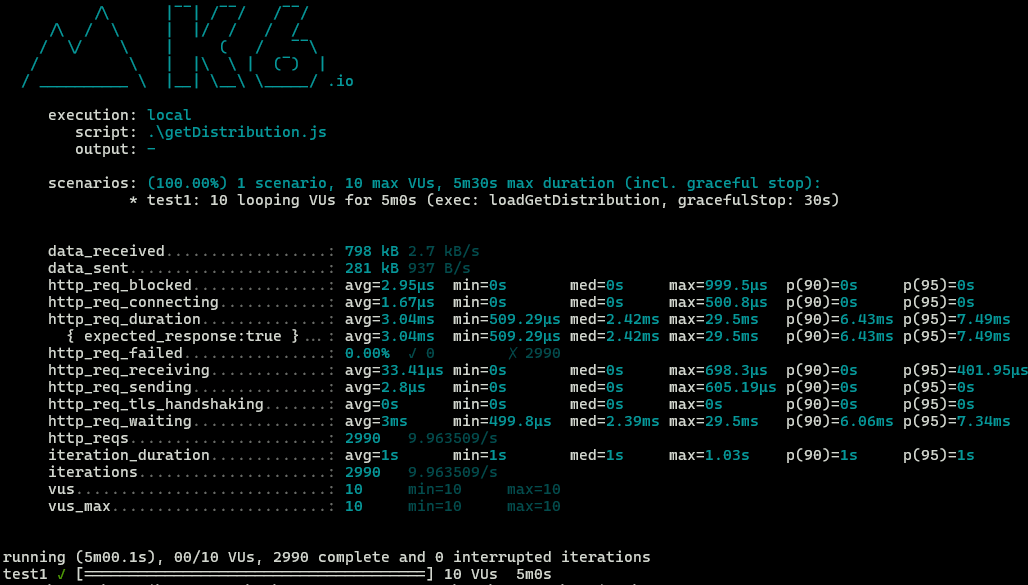 K6
.io
execution: local
script: .\getDistribution.js
output: -
scenarios: (100.00%) 1 scenario, 10 max VUs, 5m30s max duration (incl. graceful stop):
* test1: 10 looping VUs for 5m0s (exec: loadGetDistribution, gracefulStop: 30s)
data_received..................: 798 kB 2.7 kB/s
data_sent......................: 281 kB 937 B/s
http_req_blocked...............: avg=2.95µs min=0s med=0s max=999.5µs p(90)=0s p(95)=0s
http_req_connecting............: avg=1.67µs min=0s med=0s max=500.8µs p(90)=0s p(95)=0s
http_req_duration..............: avg=3.04ms min=509.29µs med=2.42ms max=29.5ms p(90)=6.43ms p(95)=7.49ms
{ expected_response:true }...: avg=3.04ms min=509.29µs med=2.42ms max=29.5ms p(90)=6.43ms p(95)=7.49ms
http_req_failed................: 0.00% ✓ 0 ✗ 2990
http_req_receiving.............: avg=33.41µs min=0s med=0s max=698.3µs p(90)=0s p(95)=401.95µs
http_req_sending...............: avg=2.8µs min=0s med=0s max=605.19µs p(90)=0s p(95)=0s
http_req_tls_handshaking.......: avg=0s min=0s med=0s max=0s p(90)=0s p(95)=0s
http_req_waiting...............: avg=3ms min=499.8µs med=2.39ms max=29.5ms p(90)=6.06ms p(95)=7.34ms
http_reqs......................: 2990 9.963509/s
iteration_duration.............: avg=1s min=1s med=1s max=1.03s p(90)=1s p(95)=1s
iterations.....................: 2990 9.963509/s
vus............................: 10 min=10 max=10
vus_max........................: 10 min=10 max=10
running (5m00.1s), 00/10 VUs, 2990 complete and 0 interrupted iterations
test1 ✓ [======================================] 10 VUs 5m0s